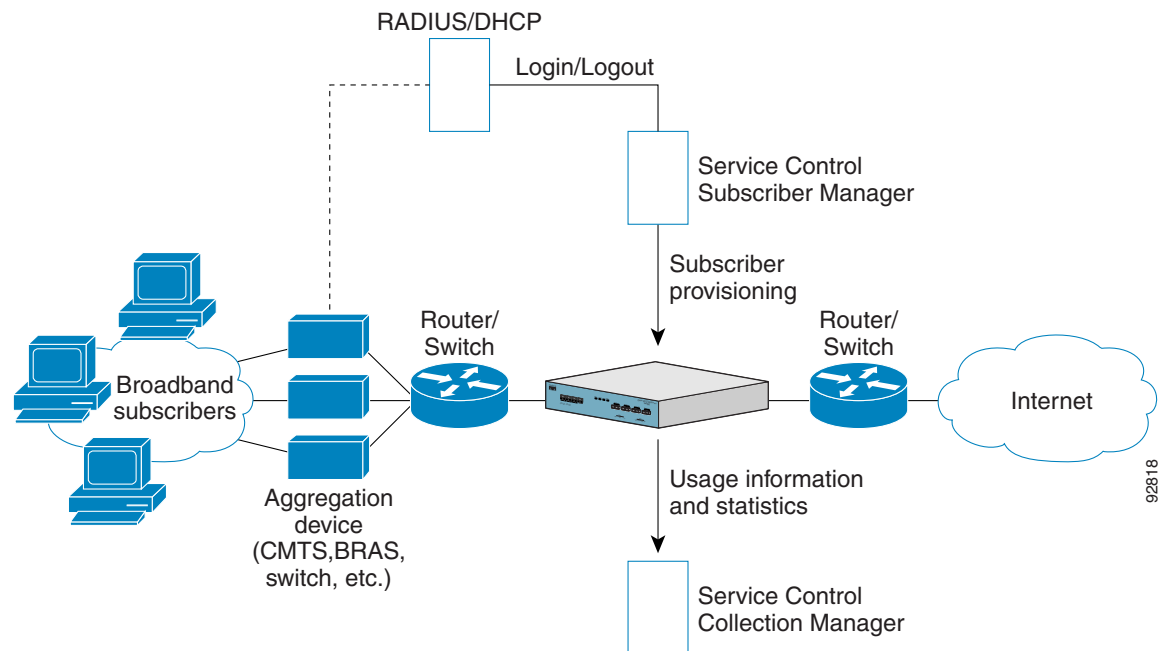 RADIUS/DHCP
Login/Logout
Service Control
Subscriber Manager
Subscriber
provisioning
Router/
Switch
Router/
Switch
Broadband
subscribers
Internet
Aggregation
device
(CMTS,BRAS,
switch, etc.)
Usage information
and statistics
Service Control
Collection Manager
92818